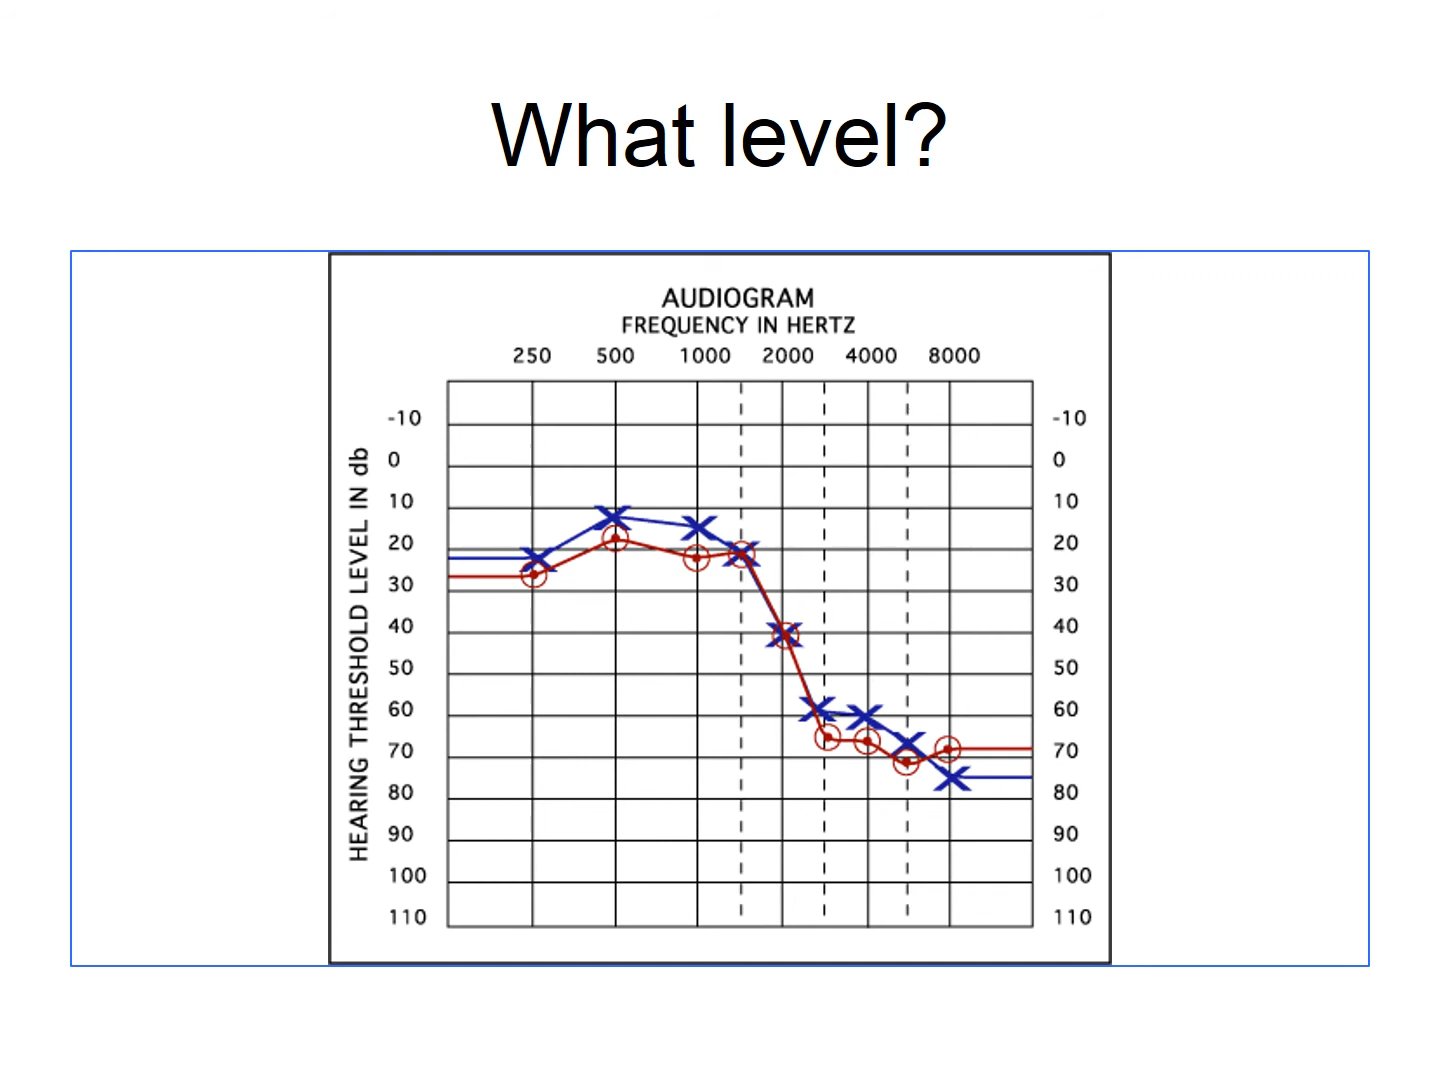 What level?
AUDIOGRAM
FREQUENCY IN HERTZ
250 500 1000 2000 4000 8000
HEARING THRESHOLD LEVEL IN db
-10 -10
0 0
10 10
20 20
30 30
40 40
50 50
60 60
70 70
80 80
90 90
100 100
110 110